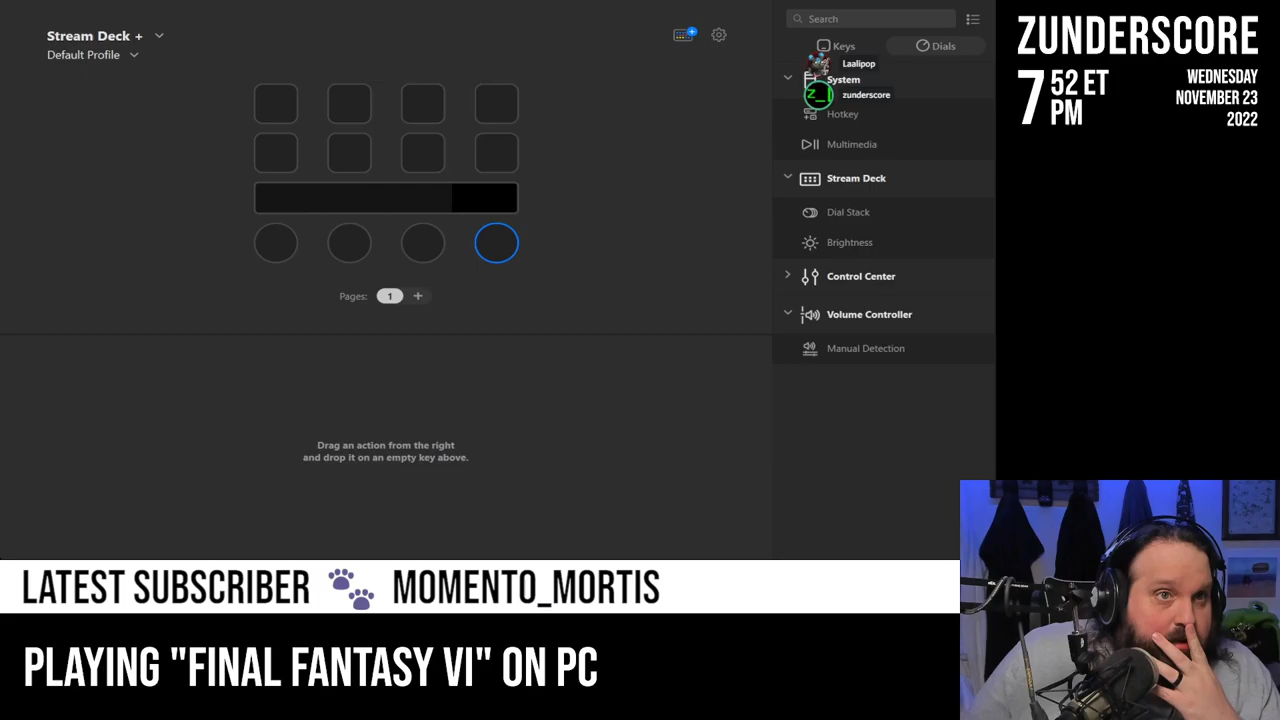 Stream Deck +
Default Profile
Pages:
1
+
Drag an action from the right
and drop it on an empty key above.
Search
Keys
Dials
Laalipop
System
zunderscore
Hotkey
Multimedia
Stream Deck
Dial Stack
Brightness
Control Center
Volume Controller
Manual Detection
ZUNDERSCORE
7 52 ET
PM
WEDNESDAY
NOVEMBER 23
2022
LATEST SUBSCRIBER MOMENTO_MORTIS
PLAYING "FINAL FANTASY VI" ON PC